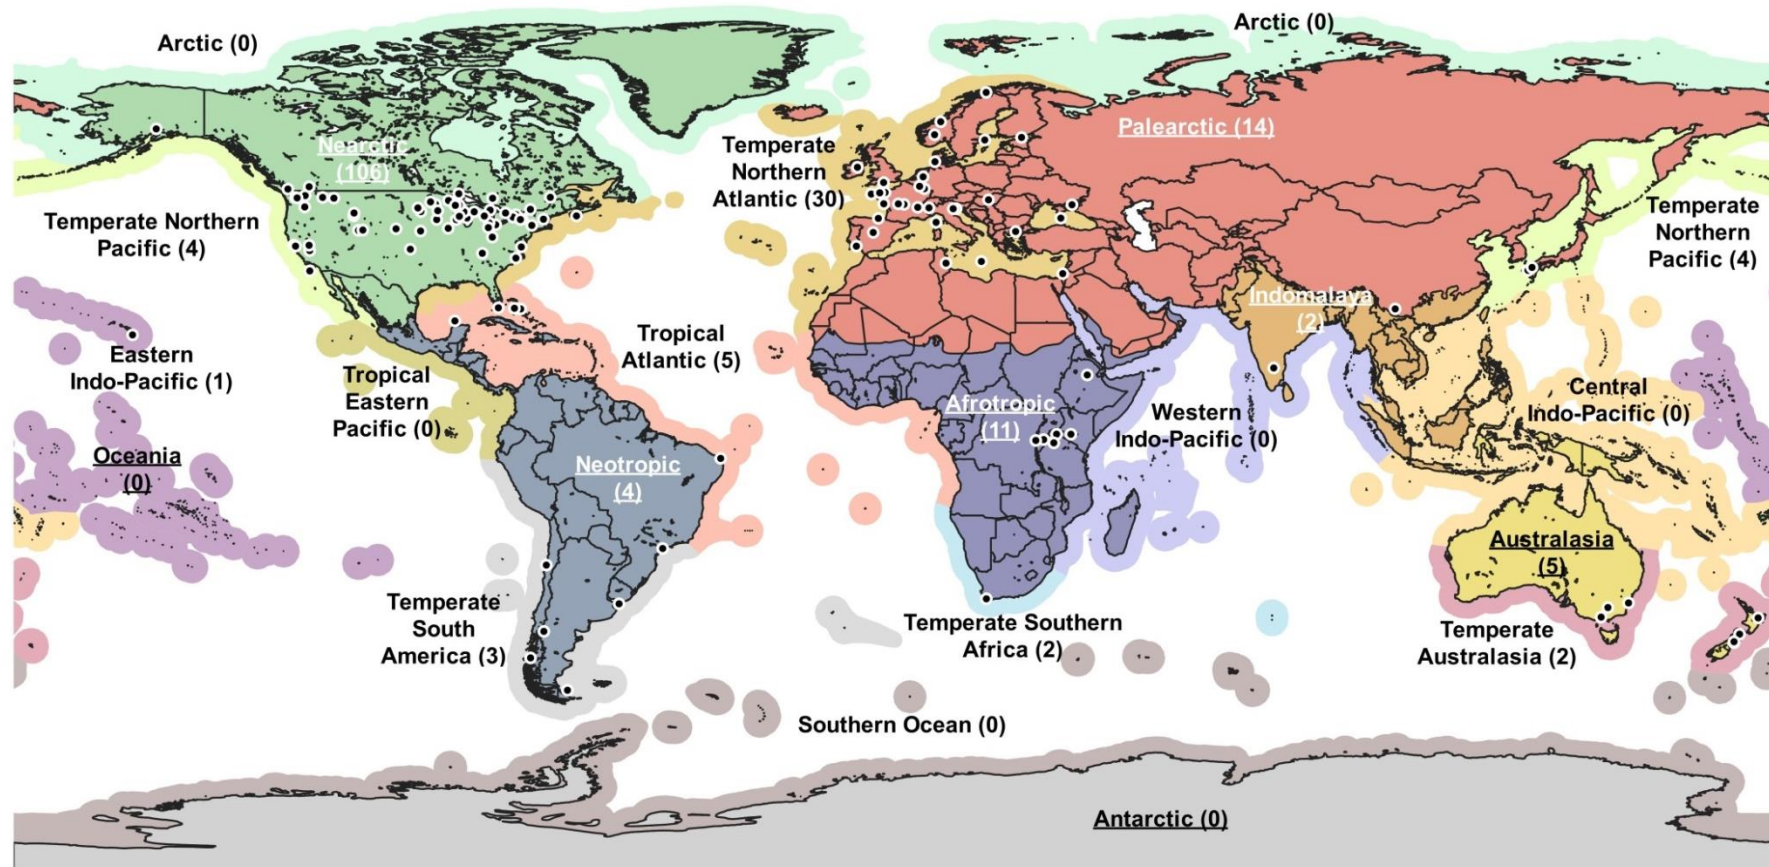 Arctic (0)
Arctic (0)
Nearctic
(106)
Temperate
Northern
Atlantic (30)
Palearctic (14)
Temperate Northern
Pacific (4)
Temperate
Northern
Pacific (4)
Indomalaya
(2)
Eastern
Indo-Pacific (1)
Tropical
Atlantic (5)
Tropical
Eastern
Pacific (0)
Afrotropic
(11)
Western
Indo-Pacific (0)
Central
Indo-Pacific (0)
Oceania
(0)
Neotropic
(4)
Australasia
(5)
Temperate
South
America (3)
Temperate Southern
Africa (2)
Temperate
Australasia (2)
Southern Ocean (0)
Antarctic (0)